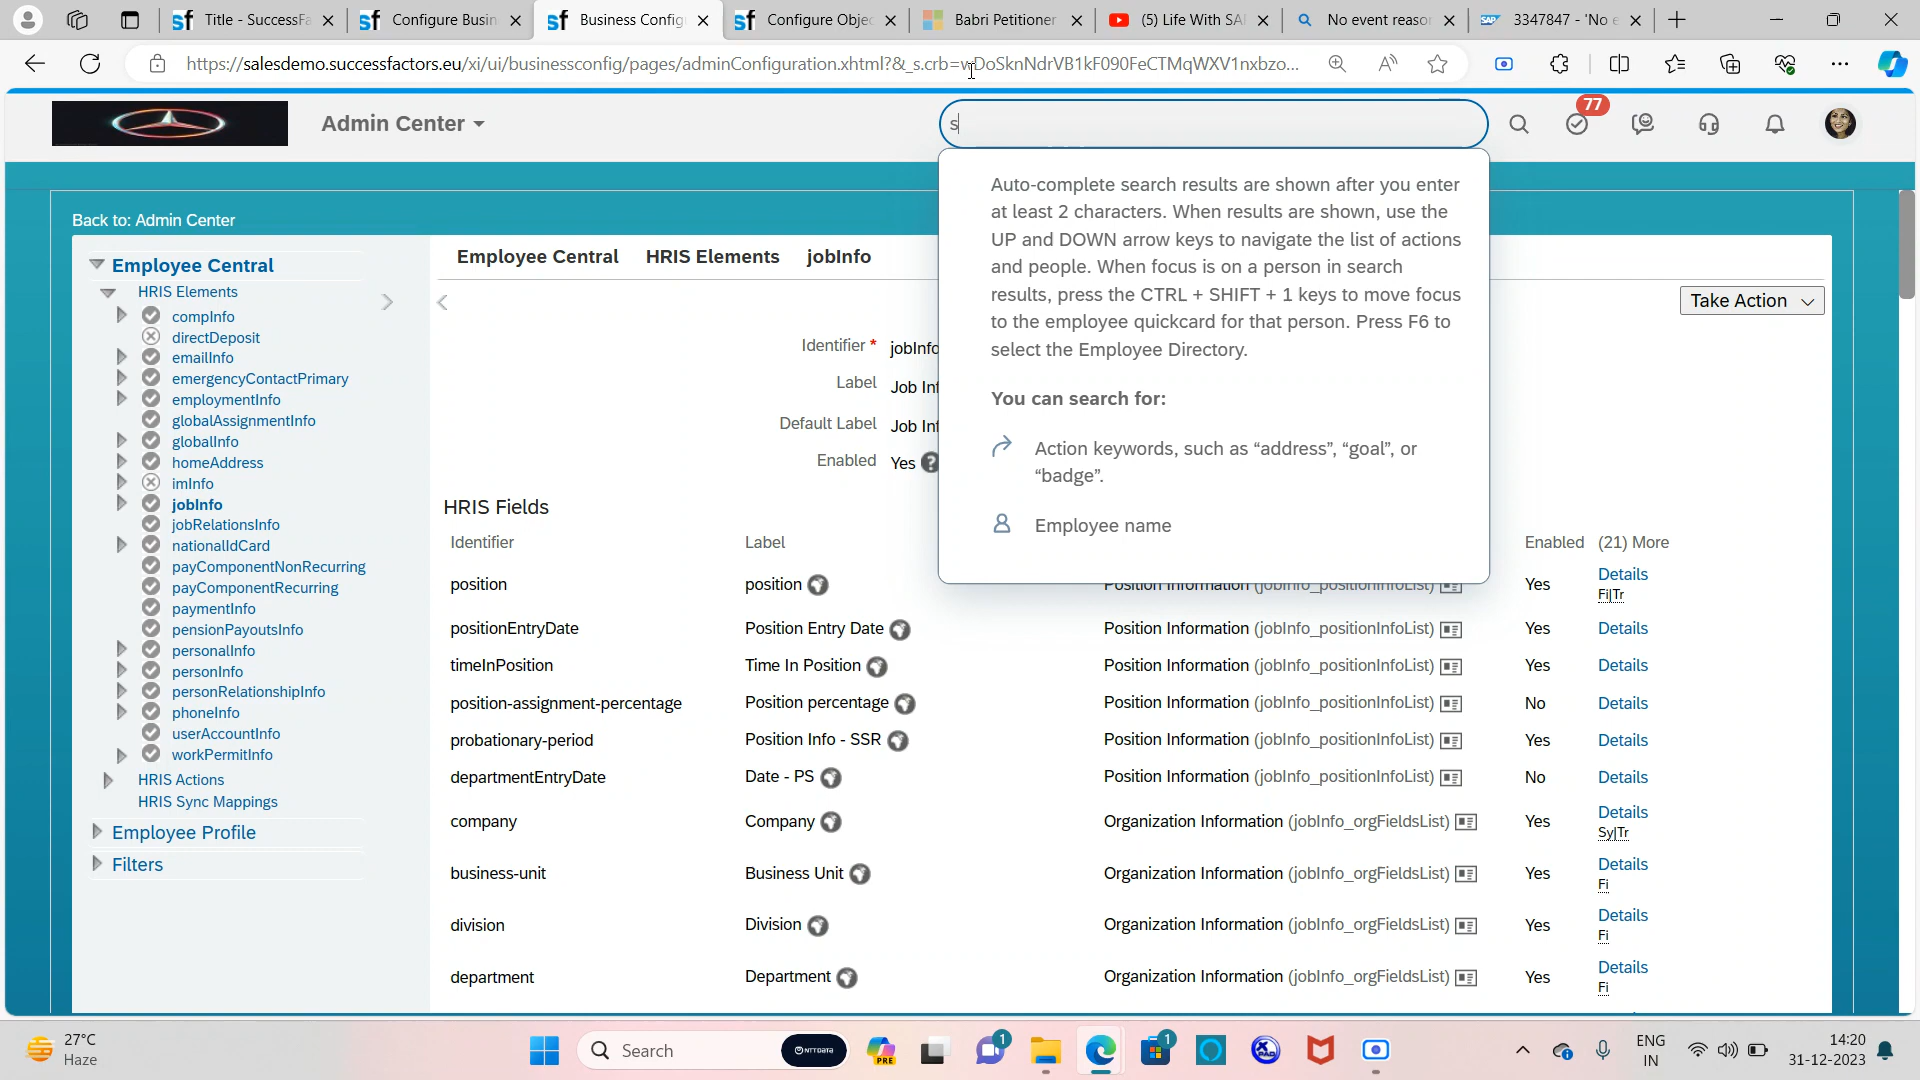 Title - SuccessFa
Configure Busin
Business Config
Configure Objec
Babri Petitioner
(5) Life With SA
No event reaso
3347847 - 'No e
https://salesdemo.successfactors.eu/xi/ui/businessconfig/pages/adminConfiguration.xhtml?&_s.crb=wDoSknNdrVB1kF090FeCTMqWXV1nxbzo...
Admin Center
s
77
Auto-complete search results are shown after you enter
at least 2 characters. When results are shown, use the
UP and DOWN arrow keys to navigate the list of actions
and people. When focus is on a person in search
results, press the CTRL + SHIFT + 1 keys to move focus
to the employee quickcard for that person. Press F6 to
select the Employee Directory.
You can search for:
Action keywords, such as “address”, “goal”, or
“badge”.
Employee name
Back to: Admin Center
Employee Central
HRIS Elements
compInfo
directDeposit
emailInfo
emergencyContactPrimary
employmentInfo
globalAssignmentInfo
globalInfo
homeAddress
imInfo
jobInfo
jobRelationsInfo
nationalIdCard
payComponentNonRecurring
payComponentRecurring
paymentInfo
pensionPayoutsInfo
personalInfo
personInfo
personRelationshipInfo
phoneInfo
userAccountInfo
workPermitInfo
HRIS Actions
HRIS Sync Mappings
Employee Profile
Filters
Employee Central HRIS Elements jobInfo
Take Action
Identifier * jobInfo
Label Job Inf
Default Label Job Inf
Enabled Yes
HRIS Fields
Identifier Label Enabled (21) More
position position Position Information (jobInfo_positionInfoList) Yes Details
Fi|Tr
positionEntryDate Position Entry Date Position Information (jobInfo_positionInfoList) Yes Details
timeInPosition Time In Position Position Information (jobInfo_positionInfoList) Yes Details
position-assignment-percentage Position percentage Position Information (jobInfo_positionInfoList) No Details
probationary-period Position Info - SSR Position Information (jobInfo_positionInfoList) Yes Details
departmentEntryDate Date - PS Position Information (jobInfo_positionInfoList) No Details
company Company Organization Information (jobInfo_orgFieldsList) Yes Details
Sy|Tr
business-unit Business Unit Organization Information (jobInfo_orgFieldsList) Yes Details
Fi
division Division Organization Information (jobInfo_orgFieldsList) Yes Details
Fi
department Department Organization Information (jobInfo_orgFieldsList) Yes Details
Fi
27°C
Haze
Search
NTT DATA
PRE
1
1
ENG
IN
14:20
31-12-2023